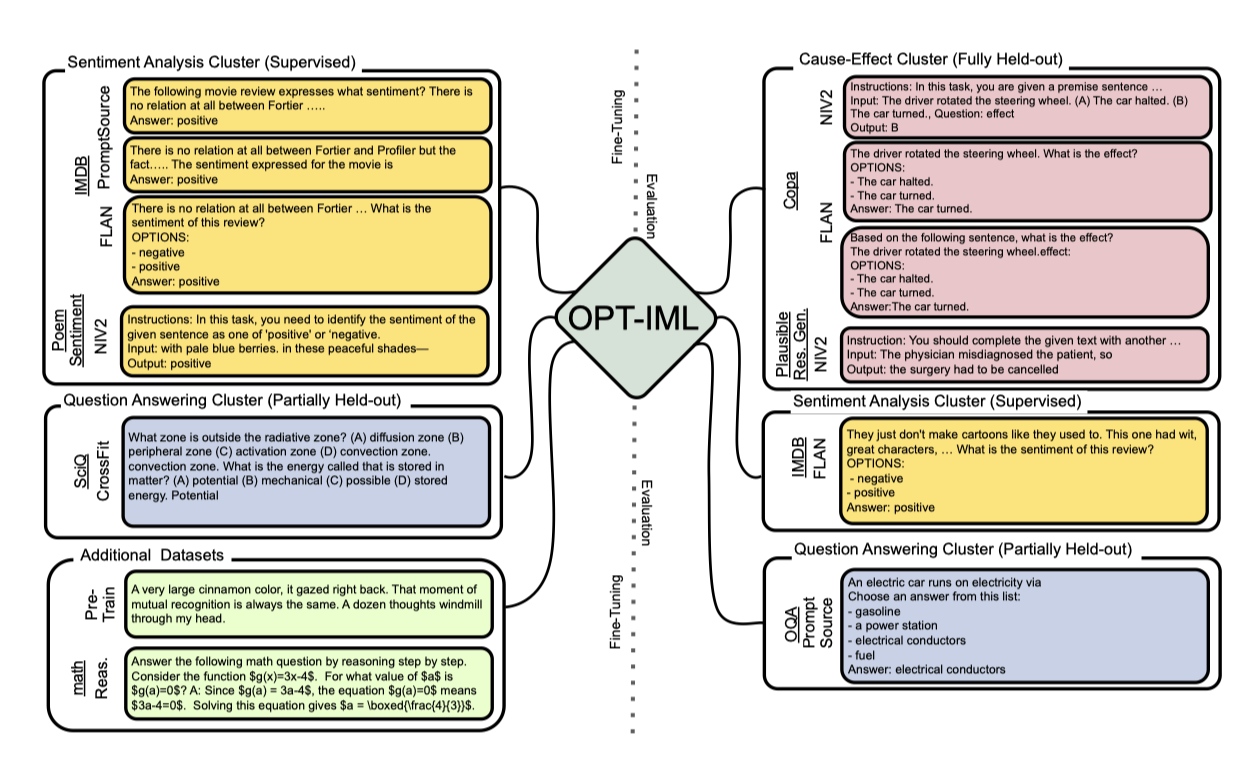 Sentiment Analysis Cluster (Supervised)
IMDB
PromptSource
The following movie review expresses what sentiment? There is
no relation at all between Fortier …..
Answer: positive
There is no relation at all between Fortier and Profiler but the
fact….. The sentiment expressed for the movie is
Answer: positive
FLAN
There is no relation at all between Fortier … What is the
sentiment of this review?
OPTIONS:
- negative
- positive
Answer: positive
Poem
Sentiment
NIV2
Instructions: In this task, you need to identify the sentiment of the
given sentence as one of 'positive' or 'negative.
Input: with pale blue berries. in these peaceful shades—
Output: positive
Question Answering Cluster (Partially Held-out)
SciQ
CrossFit
What zone is outside the radiative zone? (A) diffusion zone (B)
peripheral zone (C) activation zone (D) convection zone.
convection zone. What is the energy called that is stored in
matter? (A) potential (B) mechanical (C) possible (D) stored
energy. Potential
Additional Datasets
Pre-
Train
A very large cinnamon color, it gazed right back. That moment of
mutual recognition is always the same. A dozen thoughts windmill
through my head.
math
Reas.
Answer the following math question by reasoning step by step.
Consider the function $g(x)=3x-4$. For what value of $a$ is
$g(a)=0$? A: Since $g(a) = 3a-4$, the equation $g(a)=0$ means
$3a-4=0$. Solving this equation gives $a = \boxed{\frac{4}{3}}$.
Fine-Tuning
Evaluation
OPT-IML
Evaluation
Fine-Tuning
Cause-Effect Cluster (Fully Held-out)
Copa
NIV2
Instructions: In this task, you are given a premise sentence …
Input: The driver rotated the steering wheel. (A) The car halted. (B)
The car turned., Question: effect
Output: B
FLAN
The driver rotated the steering wheel. What is the effect?
OPTIONS:
- The car halted.
- The car turned.
Answer: The car turned.
Based on the following sentence, what is the effect?
The driver rotated the steering wheel.effect:
OPTIONS:
- The car halted.
- The car turned.
Answer:The car turned.
Plausible
Res. Gen.
NIV2
Instruction: You should complete the given text with another …
Input: The physician misdiagnosed the patient, so
Output: the surgery had to be cancelled
Sentiment Analysis Cluster (Supervised)
IMDB
FLAN
They just don't make cartoons like they used to. This one had wit,
great characters, … What is the sentiment of this review?
OPTIONS:
- negative
- positive
Answer: positive
Question Answering Cluster (Partially Held-out)
OQA
Prompt
Source
An electric car runs on electricity via
Choose an answer from this list:
- gasoline
- a power station
- electrical conductors
- fuel
Answer: electrical conductors